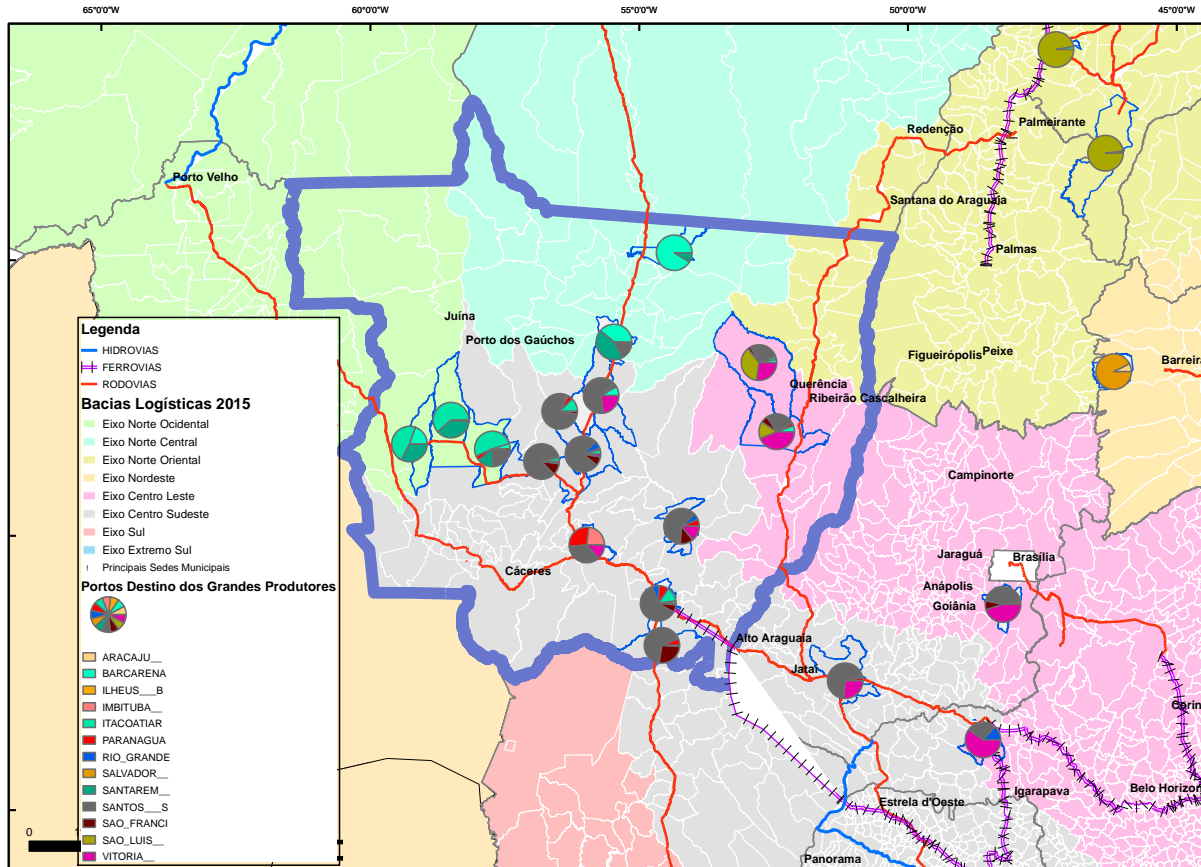 65°0'0"W
60°0'0"W
55°0'0"W
50°0'0"W
45°0'0"W
Palmeirante
Redenção
Porto Velho
Santana do Araguaia
Palmas
Juína
Porto dos Gaúchos
Figueirópolis
Peixe
Barreira
Querência
Ribeirão Cascalheira
Campinorte
Jaraguá
Brasília
Anápolis
Goiânia
Cáceres
Alto Araguaia
Jataí
Corin
Igarapava
Belo Horizon
Estrela d'Oeste
Panorama
Legenda
HIDROVIAS
FERROVIAS
RODOVIAS
Bacias Logísticas 2015
Eixo Norte Ocidental
Eixo Norte Central
Eixo Norte Oriental
Eixo Nordeste
Eixo Centro Leste
Eixo Centro Sudeste
Eixo Sul
Eixo Extremo Sul
! Principais Sedes Municipais
Portos Destino dos Grandes Produtores
ARACAJU__
BARCARENA
ILHEUS___B
IMBITUBA__
ITACOATIAR
PARANAGUA
RIO_GRANDE
SALVADOR__
SANTAREM__
SANTOS___S
SAO_FRANCI
SAO_LUIS__
VITORIA__
0